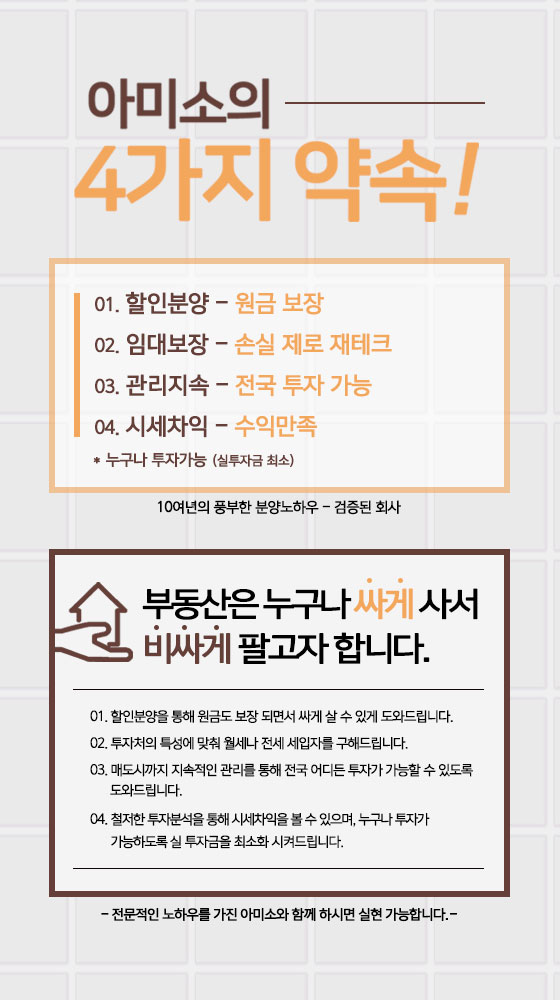 아미소의
4가지 약속!
01. 할인분양 - 원금 보장
02. 임대보장 - 손실 제로 재테크
03. 관리지속 - 전국 투자 가능
04. 시세차익 - 수익만족
* 누구나 투자가능 (실투자금 최소)
10여년의 풍부한 분양노하우 - 검증된 회사
부동산은 누구나 싸게 사서
비싸게 팔고자 합니다.
01. 할인분양을 통해 원금도 보장 되면서 싸게 살 수 있게 도와드립니다.
02. 투자처의 특성에 맞춰 월세나 전세 세입자를 구해드립니다.
03. 매도시까지 지속적인 관리를 통해 전국 어디든 투자가 가능할 수 있도록
도와드립니다.
04. 철저한 투자분석을 통해 시세차익을 볼 수 있으며, 누구나 투자가
가능하도록 실 투자금을 최소화 시켜드립니다.
- 전문적인 노하우를 가진 아미소와 함께 하시면 실현 가능합니다.-